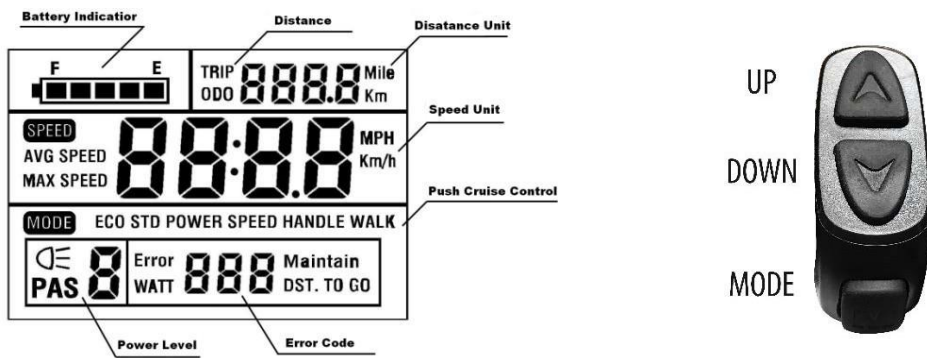 Battery Indicatior
Distance
Disatance Unit
F E
TRIP 888.8 Mile
ODO Km
SPEED 88:8.8 MPH
AVG SPEED Km/h
MAX SPEED
Speed Unit
Push Cruise Control
MODE ECO STD POWER SPEED HANDLE WALK
PAS 8
Error 888 Maintain
WATT DST. TO GO
Power Level
Error Code
UP
DOWN
MODE